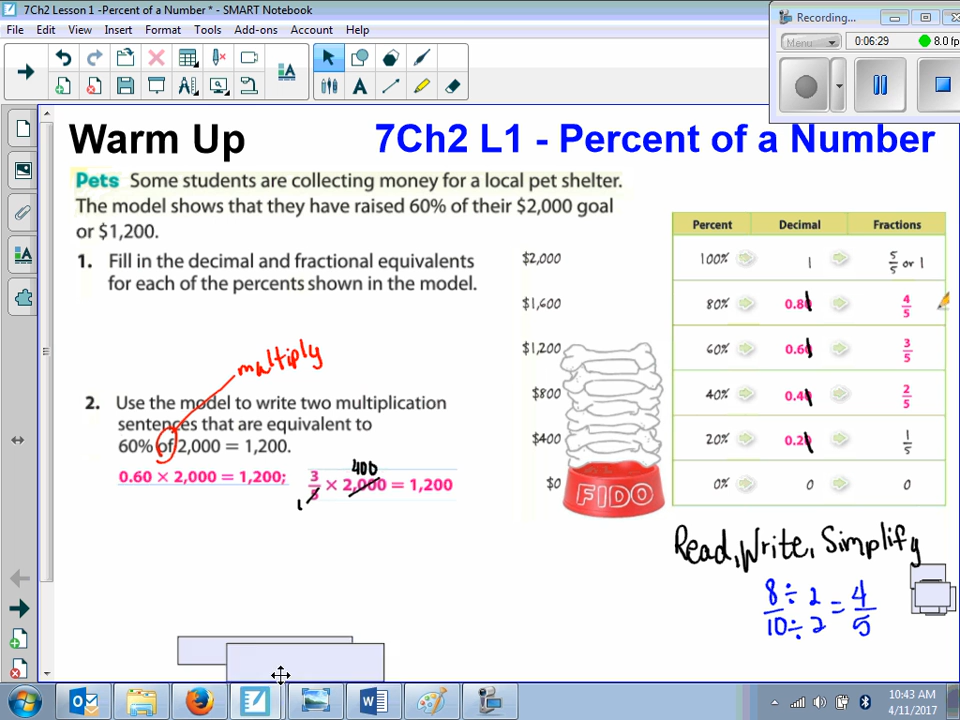 7Ch2 Lesson 1 -Percent of a Number * - SMART Notebook
File Edit View Insert Format Tools Add-ons Account Help
Recording...
Menu 0:06:29 8.0 fp
Warm Up 7Ch2 L1 - Percent of a Number
Pets Some students are collecting money for a local pet shelter.
The model shows that they have raised 60% of their $2,000 goal
or $1,200.
1. Fill in the decimal and fractional equivalents
for each of the percents shown in the model.
multiply
2. Use the model to write two multiplication
sentences that are equivalent to
60% of 2,000 = 1,200.
400
0.60 × 2,000 = 1,200; 3/5 × 2,000 = 1,200
1
$2,000
$1,600
$1,200
$800
$400
$0
FIDO
Percent Decimal Fractions
100% 1 5/5 or 1
80% 0.80 4/5
60% 0.60 3/5
40% 0.40 2/5
20% 0.20 1/5
0% 0 0
Read, Write, Simplify
8 ÷ 2 / 10 ÷ 2 = 4/5
10:43 AM
4/11/2017